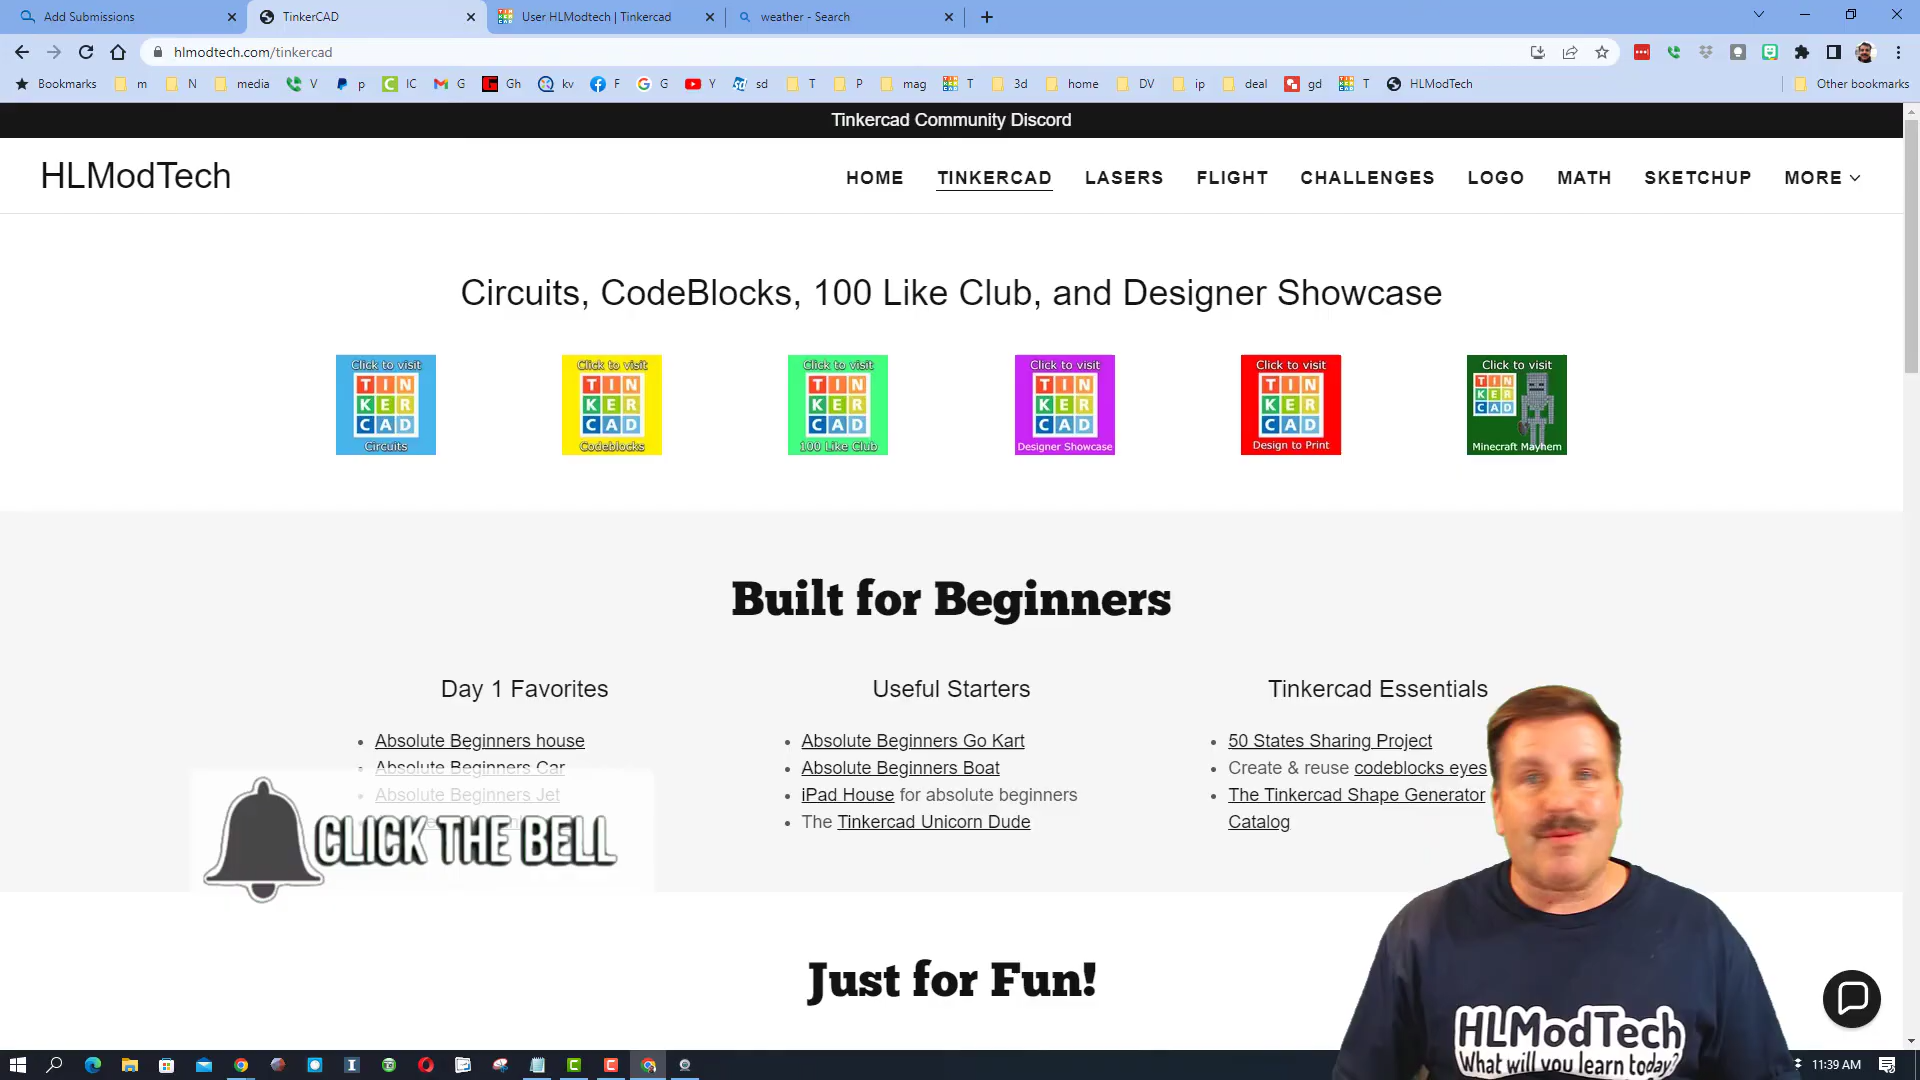 Add Submissions
TinkerCAD
User HLModtech | Tinkercad
weather - Search
hlmodtech.com/tinkercad
Bookmarks m N media V p IC G Gh kv F G Y sd T P mag T 3d home DV ip deal gd T HLModTech Other bookmarks
Tinkercad Community Discord
HLModTech
HOME TINKERCAD LASERS FLIGHT CHALLENGES LOGO MATH SKETCHUP MORE
Circuits, CodeBlocks, 100 Like Club, and Designer Showcase
Click to visit
TIN
KER
CAD
Circuits
Click to visit
TIN
KER
CAD
Codeblocks
Click to visit
TIN
KER
CAD
100 Like Club
Click to visit
TIN
KER
CAD
Designer Showcase
Click to visit
TIN
KER
CAD
Design to Print
Click to visit
TIN
KER
CAD
Minecraft Mayhem
Built for Beginners
Day 1 Favorites
Absolute Beginners house
Absolute Beginners Car
Absolute Beginners Jet
CLICK THE BELL
Useful Starters
Absolute Beginners Go Kart
Absolute Beginners Boat
iPad House for absolute beginners
The Tinkercad Unicorn Dude
Tinkercad Essentials
50 States Sharing Project
Create & reuse codeblocks eyes
The Tinkercad Shape Generator
Catalog
Just for Fun!
HLModTech
What will you learn today?
11:39 AM